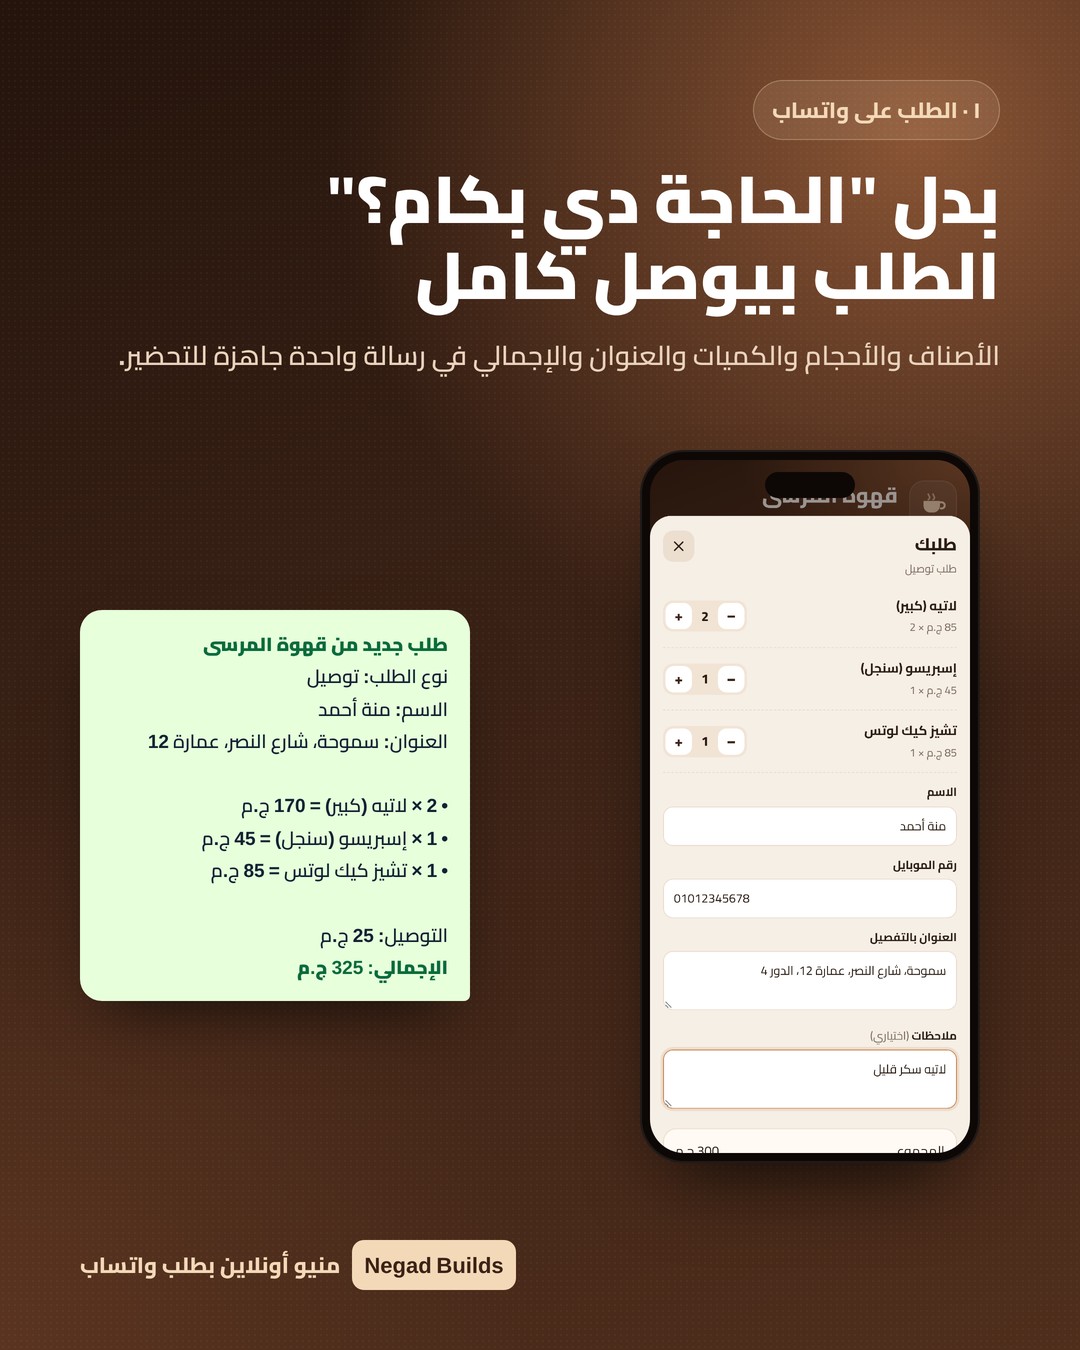 ٠١ · الطلب على واتساب
بدل "الحاجة دي بكام؟"
الطلب بيوصل كامل
الأصناف والأحجام والكميات والعنوان والإجمالي في رسالة واحدة جاهزة للتحضير.
قهوة المرسى
طلبك
طلب توصيل
لاتيه (كبير)
85 ج.م × 2
− 2 +
إسبريسو (سنجل)
45 ج.م × 1
− 1 +
تشيز كيك لوتس
85 ج.م × 1
− 1 +
الاسم
منة أحمد
رقم الموبايل
01012345678
العنوان بالتفصيل
سموحة، شارع النصر، عمارة 12، الدور 4
ملاحظات (اختياري)
لاتيه سكر قليل
المجموع 300 ج.م
طلب جديد من قهوة المرسى
نوع الطلب: توصيل
الاسم: منة أحمد
العنوان: سموحة، شارع النصر، عمارة 12
• 2 × لاتيه (كبير) = 170 ج.م
• 1 × إسبريسو (سنجل) = 45 ج.م
• 1 × تشيز كيك لوتس = 85 ج.م
التوصيل: 25 ج.م
الإجمالي: 325 ج.م
Negad Builds منيو أونلاين بطلب واتساب